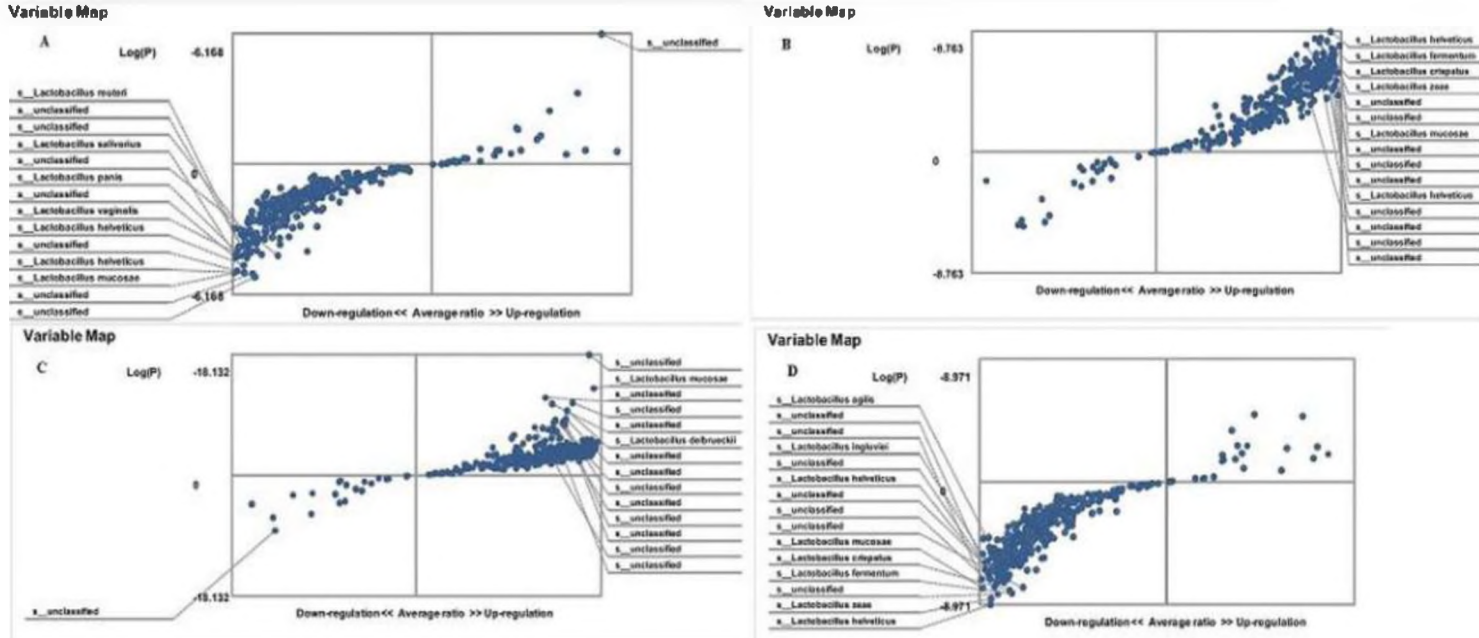 Variable Map
A
Log(P)
-6.168
s__unclassified
s__Lactobacillus reuteri
s__unclassified
s__unclassified
s__Lactobacillus salivarius
s__unclassified
0
s__Lactobacillus panis
s__unclassified
s__Lactobacillus vaginalis
s__Lactobacillus helveticus
s__unclassified
s__Lactobacillus helveticus
s__Lactobacillus mucosae
s__unclassified
-6.168
s__unclassified
Down-regulation<< Average ratio >> Up-regulation
Variable Map
B
Log(P)
-8.763
s__Lactobacillus helveticus
s__Lactobacillus fermentum
s__Lactobacillus crispatus
s__Lactobacillus zeae
s__unclassified
s__unclassified
s__Lactobacillus mucosae
s__unclassified
0
s__unclassified
s__unclassified
s__Lactobacillus helveticus
s__unclassified
s__unclassified
s__unclassified
s__unclassified
-8.763
Down-regulation<< Average ratio >> Up-regulation
Variable Map
C
Log(P)
-18.132
s__unclassified
s__Lactobacillus mucosae
s__unclassified
s__unclassified
s__unclassified
s__Lactobacillus delbrueckii
s__unclassified
s__unclassified
0
s__unclassified
s__unclassified
s__unclassified
s__unclassified
s__unclassified
s__unclassified
-18.132
s__unclassified
Down-regulation<< Average ratio >> Up-regulation
Variable Map
D
Log(P)
-8.971
s__Lactobacillus agilis
s__unclassified
s__unclassified
s__Lactobacillus ingluviei
s__unclassified
s__Lactobacillus helveticus
0
s__unclassified
s__unclassified
s__unclassified
s__Lactobacillus mucosae
s__Lactobacillus crispatus
s__Lactobacillus fermentum
s__unclassified
s__Lactobacillus zeae
-8.971
s__Lactobacillus helveticus
Down-regulation<< Average ratio >> Up-regulation